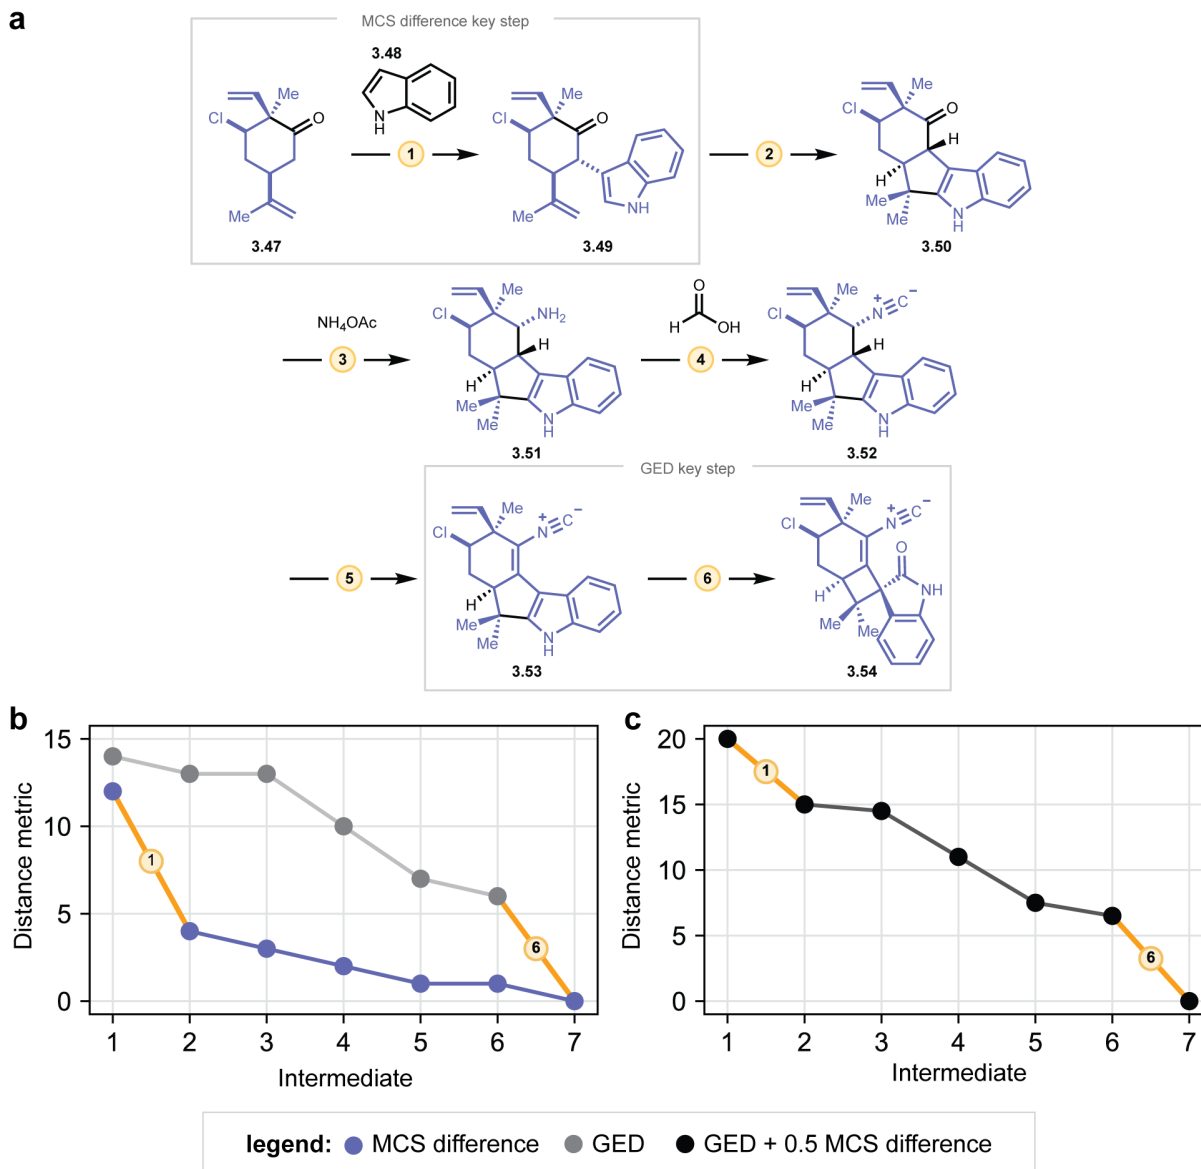 a
MCS difference key step
3.48
N
H
1
Me
Cl
O
Me
3.47
Me
Cl
O
Me
NH
3.49
2
Me
Cl
O
H
H
Me
Me
N
H
3.50
NH4OAc
3
Me
Cl
NH2
H
H
Me
Me
N
H
3.51
O
H
OH
4
Me
Cl
+
N
C
−
H
H
Me
Me
N
H
3.52
GED key step
5
Me
Cl
+
N
C
−
H
Me
Me
N
H
3.53
6
Me
Cl
+
N
C
−
O
NH
H
Me
Me
3.54
b
Distance metric
15
10
5
0
1
6
1 2 3 4 5 6 7
Intermediate
c
Distance metric
20
15
10
5
0
1
6
1 2 3 4 5 6 7
Intermediate
legend: MCS difference GED GED + 0.5 MCS difference